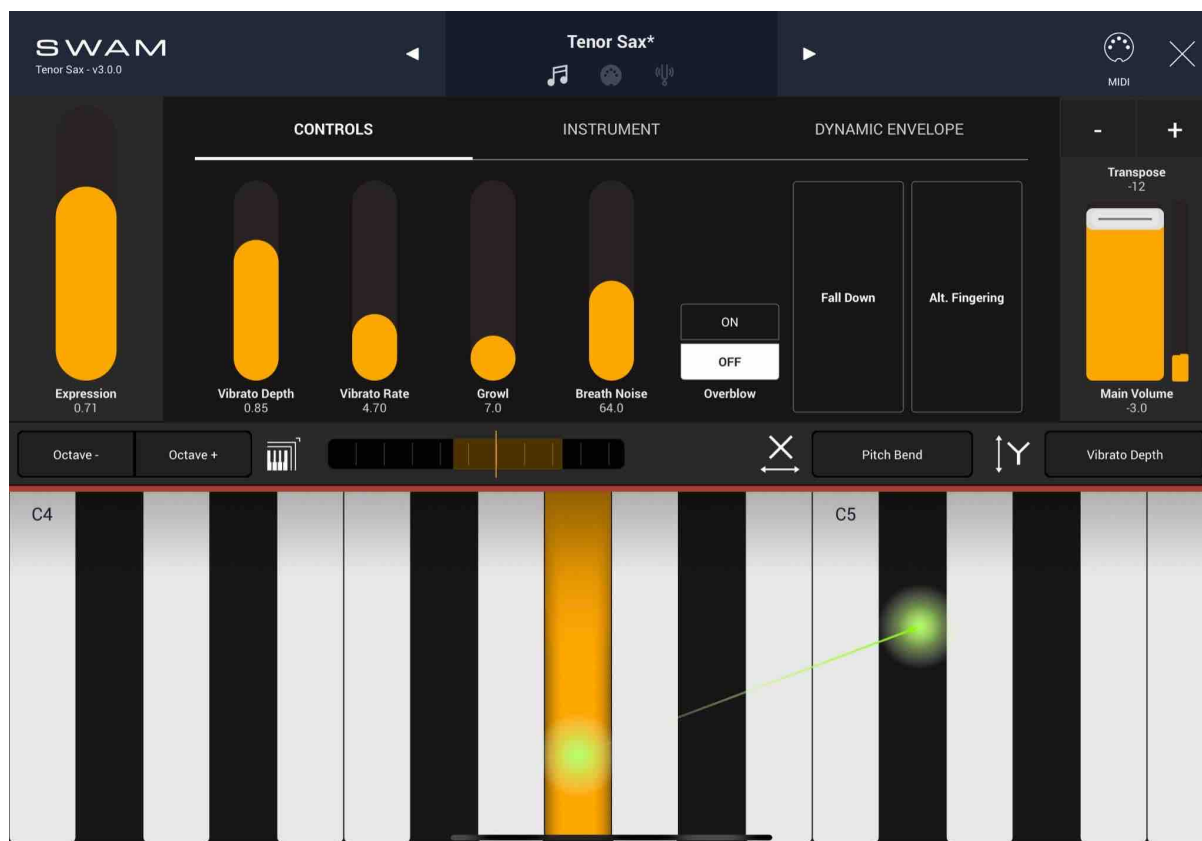 SWAM
Tenor Sax - v3.0.0
Tenor Sax*
MIDI
CONTROLS
INSTRUMENT
DYNAMIC ENVELOPE
-
+
Transpose
-12
Fall Down
Alt. Fingering
ON
OFF
Expression
0.71
Vibrato Depth
0.85
Vibrato Rate
4.70
Growl
7.0
Breath Noise
64.0
Overblow
Main Volume
-3.0
Octave -
Octave +
X
Pitch Bend
Y
Vibrato Depth
C4
C5